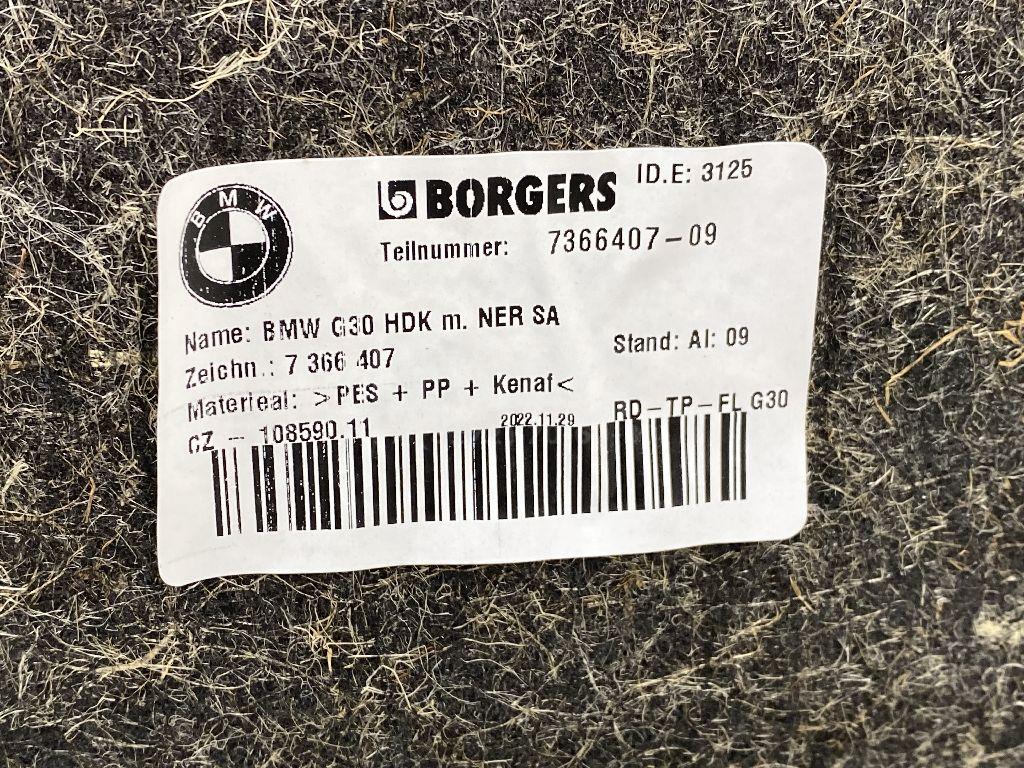 BMW
BORGERS
ID.E: 3125
Teilnummer: 7366407-09
Name: BMW G30 HDK m. NER SA
Zeichn.: 7 366 407
Stand: AI: 09
Materieal: >PES + PP + Kenaf<
CZ - 108590.11
2022.11.29
RD-TP-FL G30